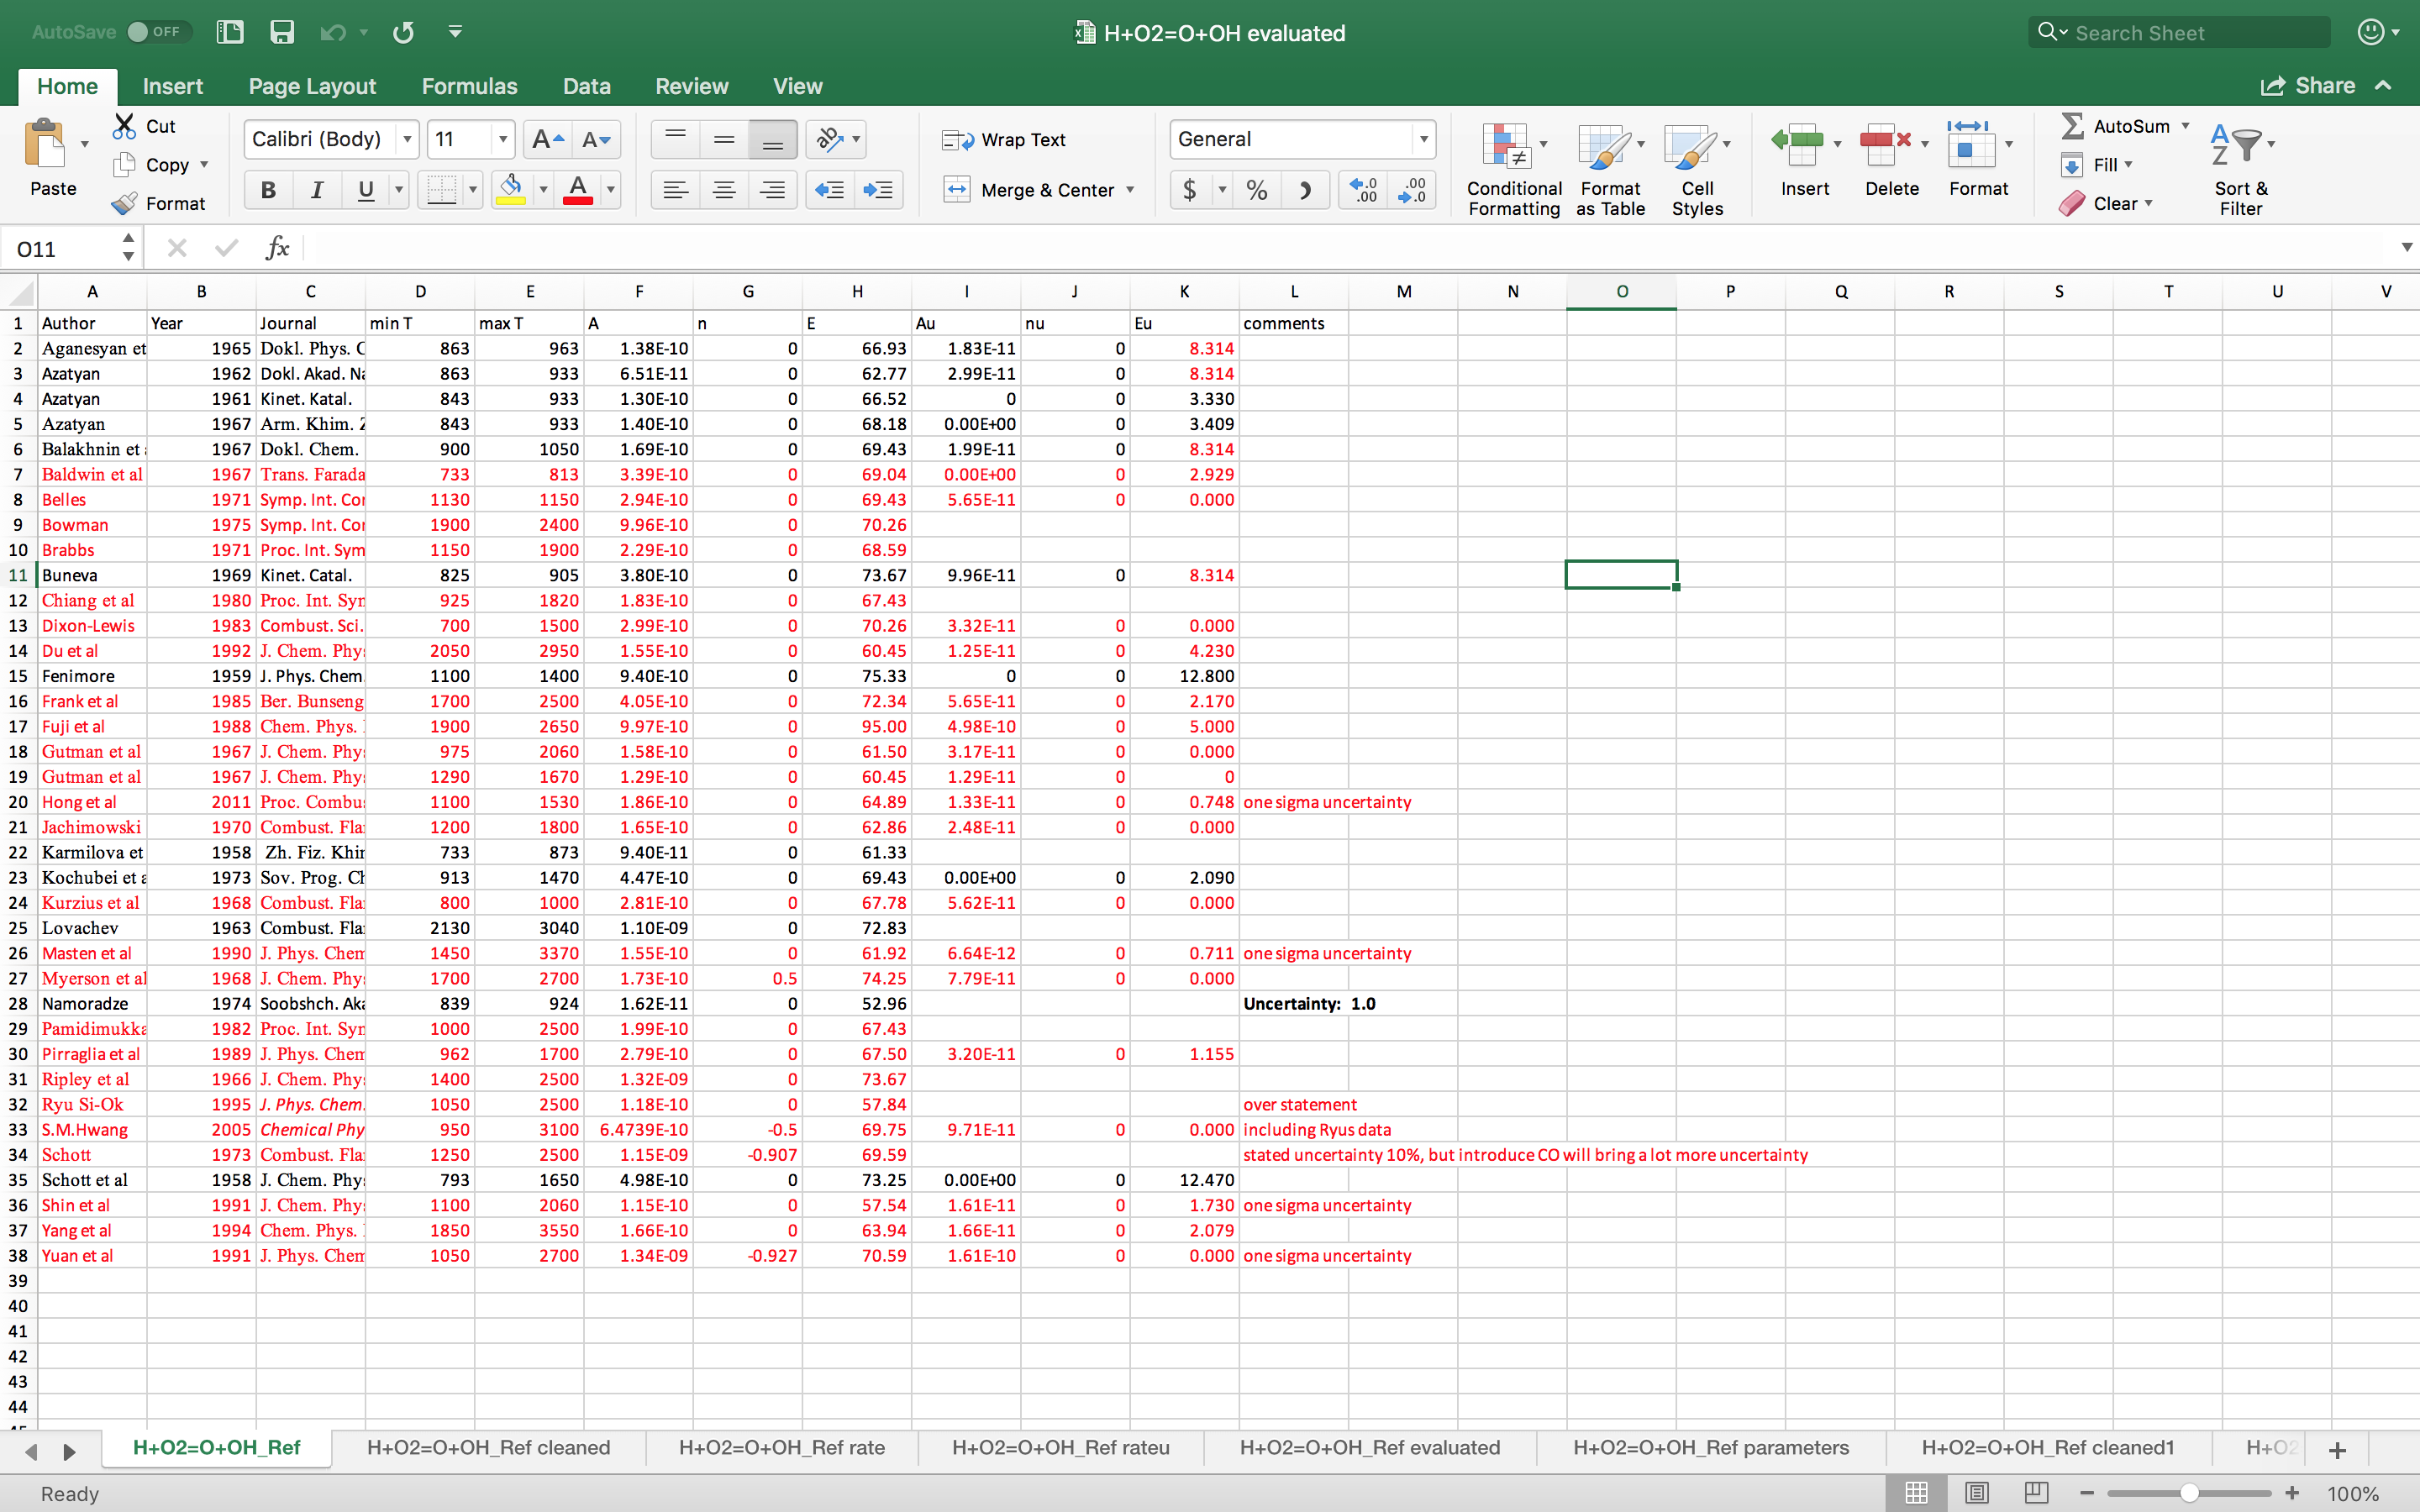 AutoSave OFF H+O2=O+OH evaluated Search Sheet
Home Insert Page Layout Formulas Data Review View Share
Paste Cut Copy Format Calibri (Body) 11 Wrap Text Merge & Center General Conditional Formatting Format as Table Cell Styles Insert Delete Format AutoSum Fill Clear Sort & Filter
O11 fx
A B C D E F G H I J K L M N O P Q R S T U V
1 Author Year Journal min T max T A n E Au nu Eu comments
2 Aganesyan et 1965 Dokl. Phys. C 863 963 1.38E-10 0 66.93 1.83E-11 0 8.314
3 Azatyan 1962 Dokl. Akad. Na 863 933 6.51E-11 0 62.77 2.99E-11 0 8.314
4 Azatyan 1961 Kinet. Katal. 843 933 1.30E-10 0 66.52 0 0 3.330
5 Azatyan 1967 Arm. Khim. Z 843 933 1.40E-10 0 68.18 0.00E+00 0 3.409
6 Balakhnin et 1967 Dokl. Chem. 900 1050 1.69E-10 0 69.43 1.99E-11 0 8.314
7 Baldwin et al 1967 Trans. Farada 733 813 3.39E-10 0 69.04 0.00E+00 0 2.929
8 Belles 1971 Symp. Int. Cor 1130 1150 2.94E-10 0 69.43 5.65E-11 0 0.000
9 Bowman 1975 Symp. Int. Cor 1900 2400 9.96E-10 0 70.26
10 Brabbs 1971 Proc. Int. Sym 1150 1900 2.29E-10 0 68.59
11 Buneva 1969 Kinet. Catal. 825 905 3.80E-10 0 73.67 9.96E-11 0 8.314
12 Chiang et al 1980 Proc. Int. Syn 925 1820 1.83E-10 0 67.43
13 Dixon-Lewis 1983 Combust. Sci. 700 1500 2.99E-10 0 70.26 3.32E-11 0 0.000
14 Du et al 1992 J. Chem. Phy 2050 2950 1.55E-10 0 60.45 1.25E-11 0 4.230
15 Fenimore 1959 J. Phys. Chem. 1100 1400 9.40E-10 0 75.33 0 0 12.800
16 Frank et al 1985 Ber. Bunseng 1700 2500 4.05E-10 0 72.34 5.65E-11 0 2.170
17 Fuji et al 1988 Chem. Phys. 1900 2650 9.97E-10 0 95.00 4.98E-10 0 5.000
18 Gutman et al 1967 J. Chem. Phy 975 2060 1.58E-10 0 61.50 3.17E-11 0 0.000
19 Gutman et al 1967 J. Chem. Phy 1290 1670 1.29E-10 0 60.45 1.29E-11 0 0
20 Hong et al 2011 Proc. Combu 1100 1530 1.86E-10 0 64.89 1.33E-11 0 0.748 one sigma uncertainty
21 Jachimowski 1970 Combust. Fla 1200 1800 1.65E-10 0 62.86 2.48E-11 0 0.000
22 Karmilova et 1958 Zh. Fiz. Khin 733 873 9.40E-11 0 61.33
23 Kochubei et a 1973 Sov. Prog. Ch 913 1470 4.47E-10 0 69.43 0.00E+00 0 2.090
24 Kurzius et al 1968 Combust. Fla 800 1000 2.81E-10 0 67.78 5.62E-11 0 0.000
25 Lovachev 1963 Combust. Fla 2130 3040 1.10E-09 0 72.83
26 Masten et al 1990 J. Phys. Chem 1450 3370 1.55E-10 0 61.92 6.64E-12 0 0.711 one sigma uncertainty
27 Myerson et al 1968 J. Chem. Phy 1700 2700 1.73E-10 0.5 74.25 7.79E-11 0 0.000
28 Namoradze 1974 Soobshch. Aka 839 924 1.62E-11 0 52.96 Uncertainty: 1.0
29 Pamidimukka 1982 Proc. Int. Syn 1000 2500 1.99E-10 0 67.43
30 Pirraglia et al 1989 J. Phys. Chem 962 1700 2.79E-10 0 67.50 3.20E-11 0 1.155
31 Ripley et al 1966 J. Chem. Phy 1400 2500 1.32E-09 0 73.67
32 Ryu Si-Ok 1995 J. Phys. Chem. 1050 2500 1.18E-10 0 57.84 over statement
33 S.M.Hwang 2005 Chemical Phy 950 3100 6.4739E-10 -0.5 69.75 9.71E-11 0 0.000 including Ryus data
34 Schott 1973 Combust. Fla 1250 2500 1.15E-09 -0.907 69.59 stated uncertainty 10%, but introduce CO will bring a lot more uncertainty
35 Schott et al 1958 J. Chem. Phy 793 1650 4.98E-10 0 73.25 0.00E+00 0 12.470
36 Shin et al 1991 J. Chem. Phy 1100 2060 1.15E-10 0 57.54 1.61E-11 0 1.730 one sigma uncertainty
37 Yang et al 1994 Chem. Phys. 1850 3550 1.66E-10 0 63.94 1.66E-11 0 2.079
38 Yuan et al 1991 J. Phys. Chem 1050 2700 1.34E-09 -0.927 70.59 1.61E-10 0 0.000 one sigma uncertainty
39
40
41
42
43
44
H+O2=O+OH_Ref H+O2=O+OH_Ref cleaned H+O2=O+OH_Ref rate H+O2=O+OH_Ref rateu H+O2=O+OH_Ref evaluated H+O2=O+OH_Ref parameters H+O2=O+OH_Ref cleaned1 H+O2
Ready 100%